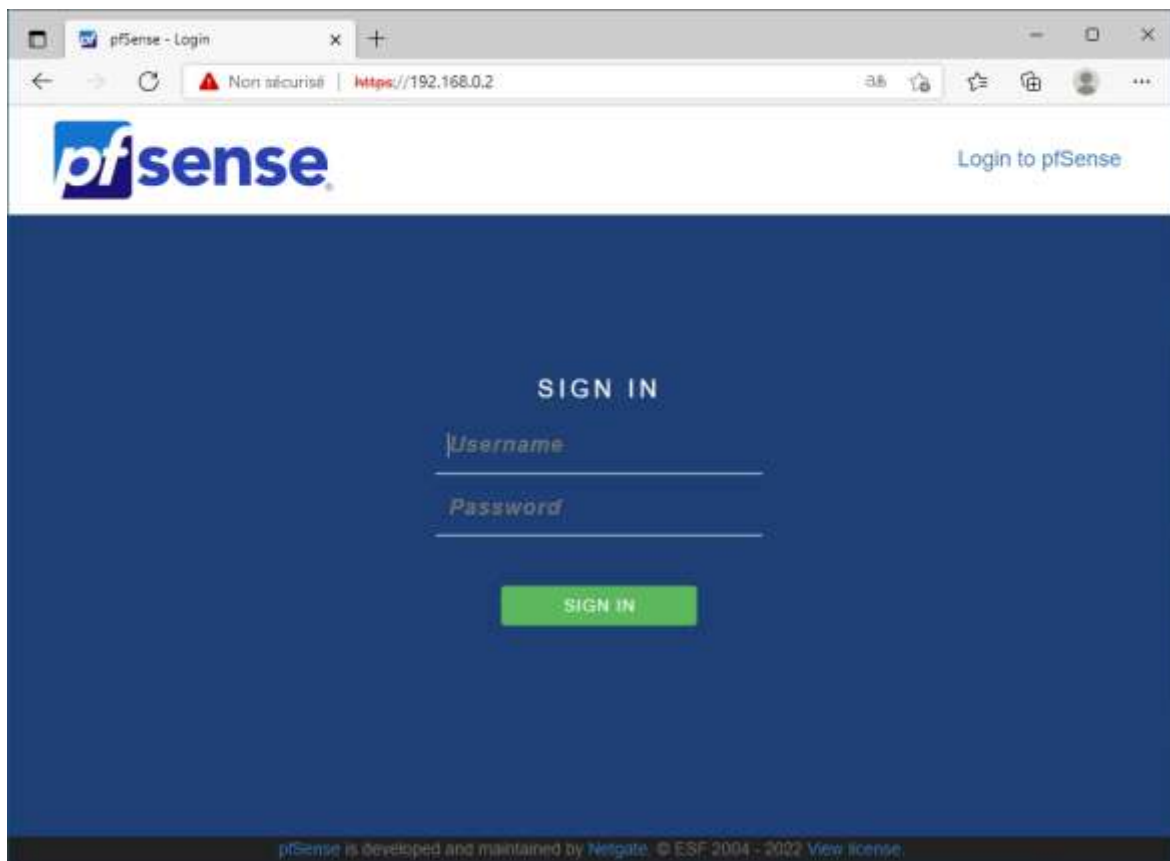 pfSense - Login
Non sécurisé | https://192.168.0.2
pfsense
Login to pfSense
SIGN IN
Username
Password
SIGN IN
pfSense is developed and maintained by Netgate. © ESF 2004 - 2022 View license.